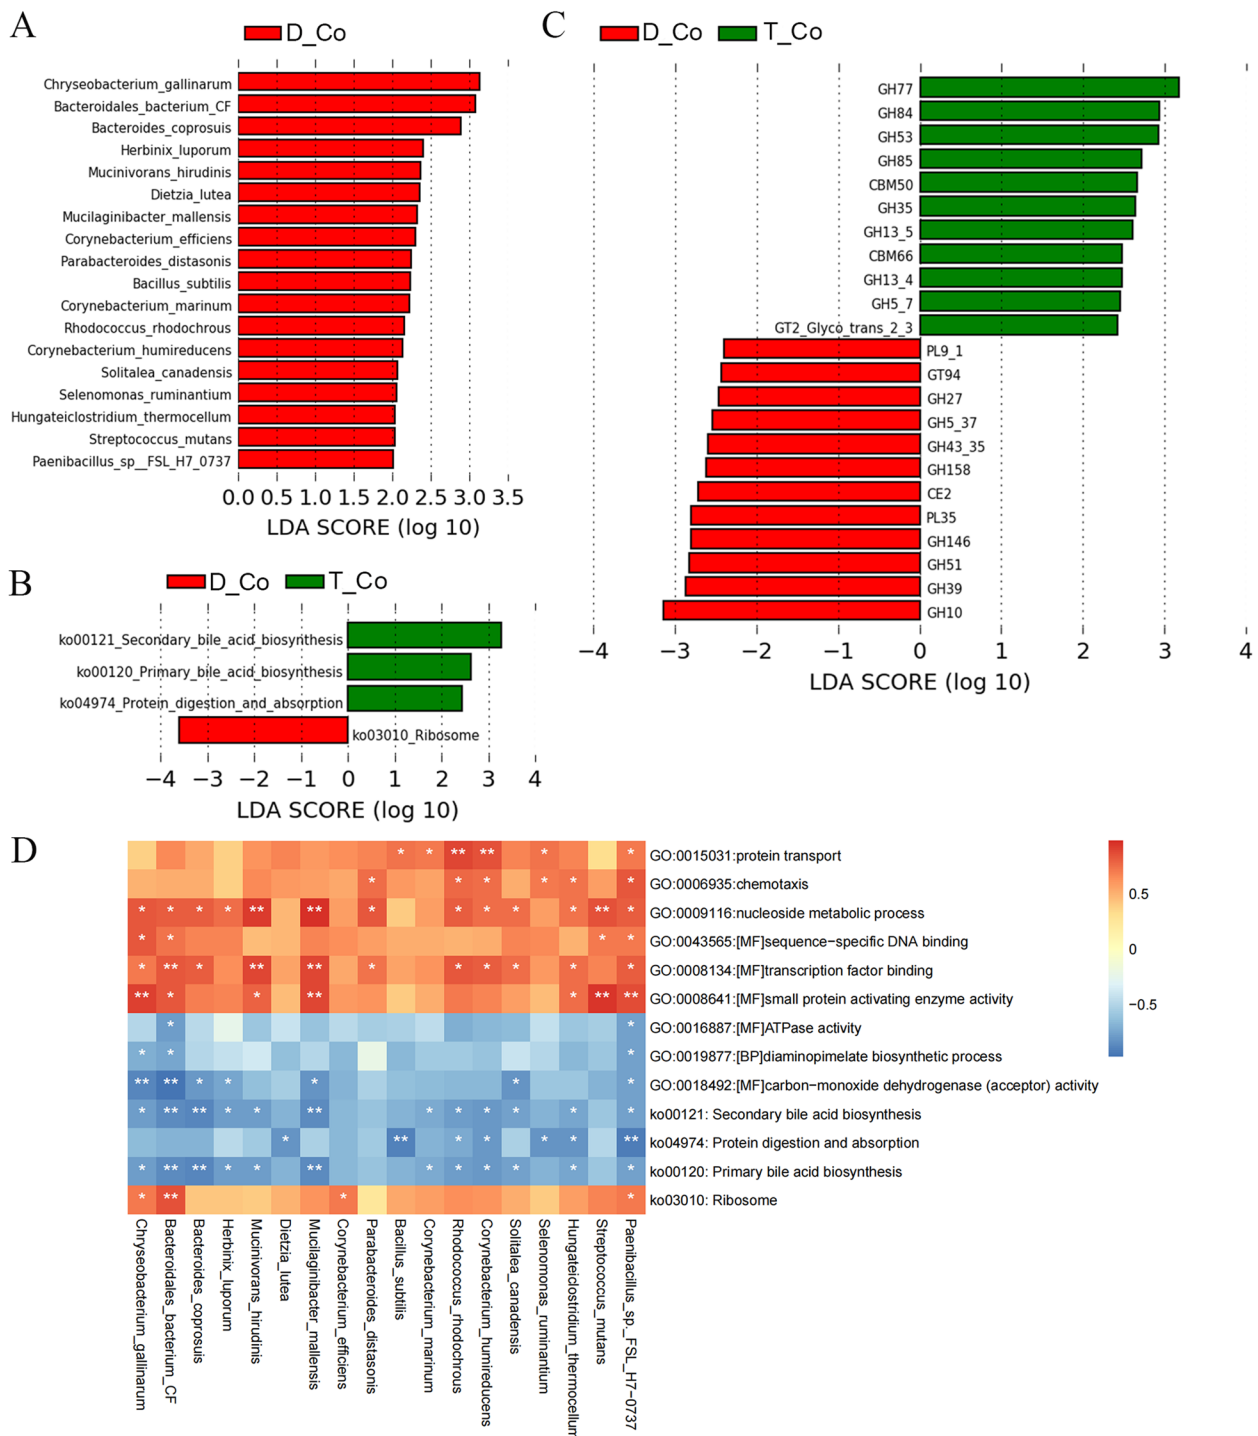 A
D_Co
Chryseobacterium_gallinarum
Bacteroidales_bacterium_CF
Bacteroides_coprosuis
Herbinix_luporum
Mucinivorans_hirudinis
Dietzia_lutea
Mucilaginibacter_mallensis
Corynebacterium_efficiens
Parabacteroides_distasonis
Bacillus_subtilis
Corynebacterium_marinum
Rhodococcus_rhodochrous
Corynebacterium_humireducens
Solitalea_canadensis
Selenomonas_ruminantium
Hungateiclostridium_thermocellum
Streptococcus_mutans
Paenibacillus_sp__FSL_H7_0737
0.0 0.5 1.0 1.5 2.0 2.5 3.0 3.5
LDA SCORE (log 10)
B
D_Co T_Co
ko00121_Secondary_bile_acid_biosynthesis
ko00120_Primary_bile_acid_biosynthesis
ko04974_Protein_digestion_and_absorption
ko03010_Ribosome
−4 −3 −2 −1 0 1 2 3 4
LDA SCORE (log 10)
C
D_Co T_Co
GH77
GH84
GH53
GH85
CBM50
GH35
GH13_5
CBM66
GH13_4
GH5_7
GT2_Glyco_trans_2_3
PL9_1
GT94
GH27
GH5_37
GH43_35
GH158
CE2
PL35
GH146
GH51
GH39
GH10
−4 −3 −2 −1 0 1 2 3 4
LDA SCORE (log 10)
D
GO:0015031:protein transport
GO:0006935:chemotaxis
GO:0009116:nucleoside metabolic process
GO:0043565:[MF]sequence−specific DNA binding
GO:0008134:[MF]transcription factor binding
GO:0008641:[MF]small protein activating enzyme activity
GO:0016887:[MF]ATPase activity
GO:0019877:[BP]diaminopimelate biosynthetic process
GO:0018492:[MF]carbon−monoxide dehydrogenase (acceptor) activity
ko00121: Secondary bile acid biosynthesis
ko04974: Protein digestion and absorption
ko00120: Primary bile acid biosynthesis
ko03010: Ribosome
0.5
0
−0.5
Chryseobacterium_gallinarum
Bacteroidales_bacterium_CF
Bacteroides_coprosuis
Herbinix_luporum
Mucinivorans_hirudinis
Dietzia_lutea
Mucilaginibacter_mallensis
Corynebacterium_efficiens
Parabacteroides_distasonis
Bacillus_subtilis
Corynebacterium_marinum
Rhodococcus_rhodochrous
Corynebacterium_humireducens
Solitalea_canadensis
Selenomonas_ruminantium
Hungateiclostridium_thermocellum
Streptococcus_mutans
Paenibacillus_sp._FSL_H7−0737